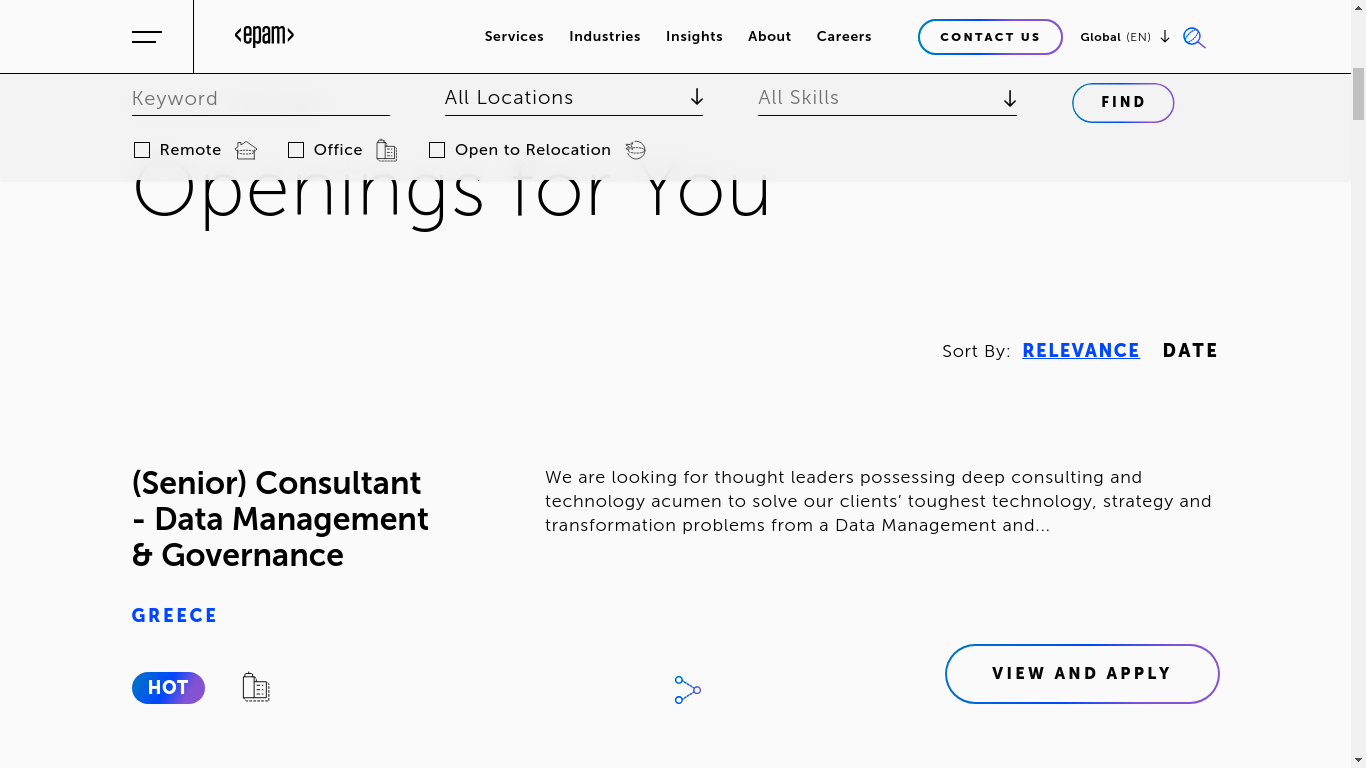 <epam>
Services Industries Insights About Careers
CONTACT US
Global (EN)
Keyword
All Locations
All Skills
FIND
Remote
Office
Open to Relocation
Openings for You
Sort By: RELEVANCE DATE
(Senior) Consultant
- Data Management
& Governance
We are looking for thought leaders possessing deep consulting and
technology acumen to solve our clients’ toughest technology, strategy and
transformation problems from a Data Management and...
GREECE
HOT
VIEW AND APPLY